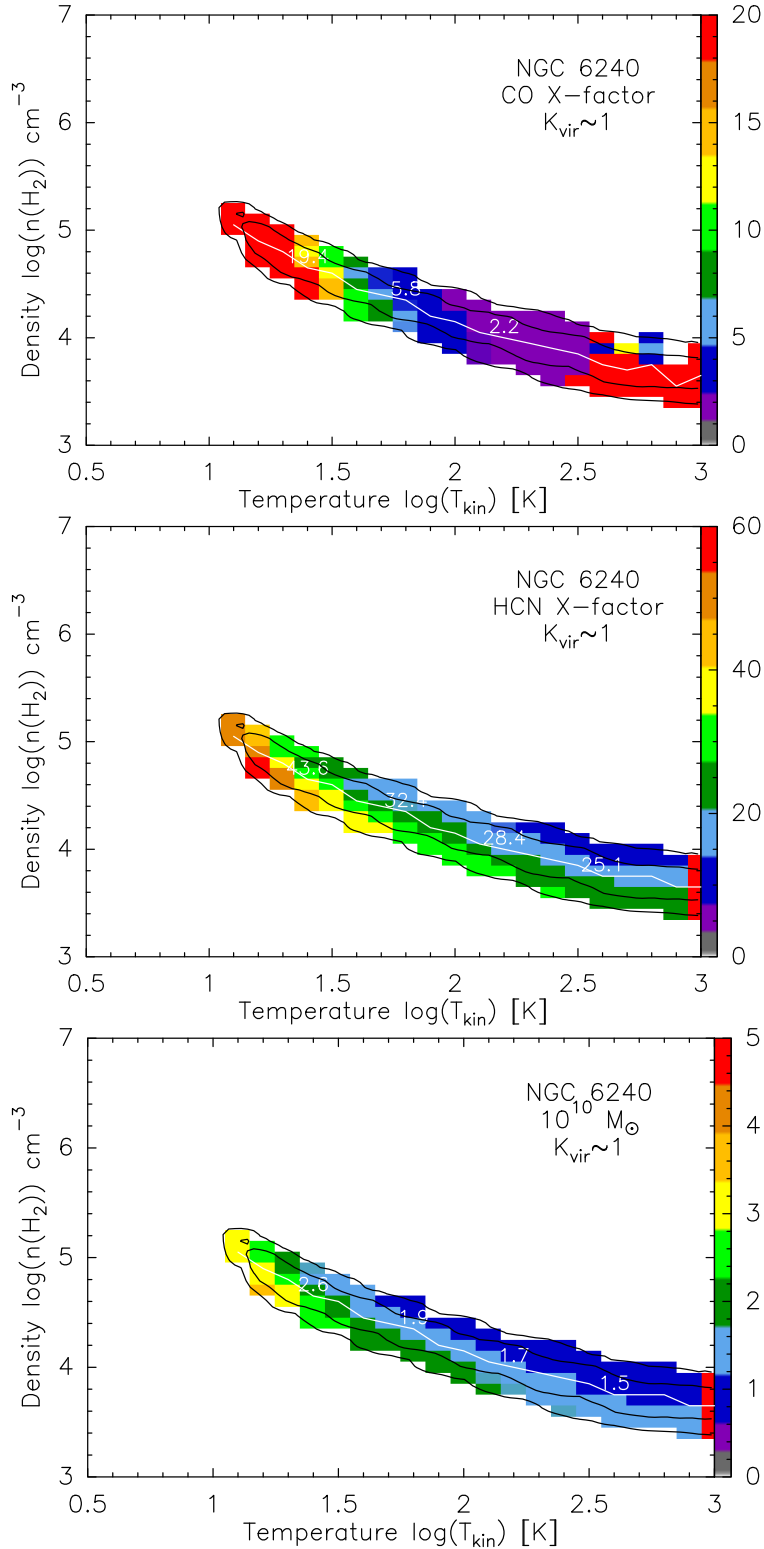 7
6
5
4
3
Density log(n(H₂)) cm⁻³
NGC 6240
CO X−factor
K_vir~1
19.4
5.8
2.2
20
15
10
5
0
0.5 1 1.5 2 2.5 3
Temperature log(T_kin) [K]
7
6
5
4
3
Density log(n(H₂)) cm⁻³
NGC 6240
HCN X−factor
K_vir~1
43.6
32.4
28.4
25.1
60
40
20
0
0.5 1 1.5 2 2.5 3
Temperature log(T_kin) [K]
7
6
5
4
3
Density log(n(H₂)) cm⁻³
NGC 6240
10¹⁰ M_⊙
K_vir~1
2.6
1.9
1.7
1.5
5
4
3
2
1
0
0.5 1 1.5 2 2.5 3
Temperature log(T_kin) [K]